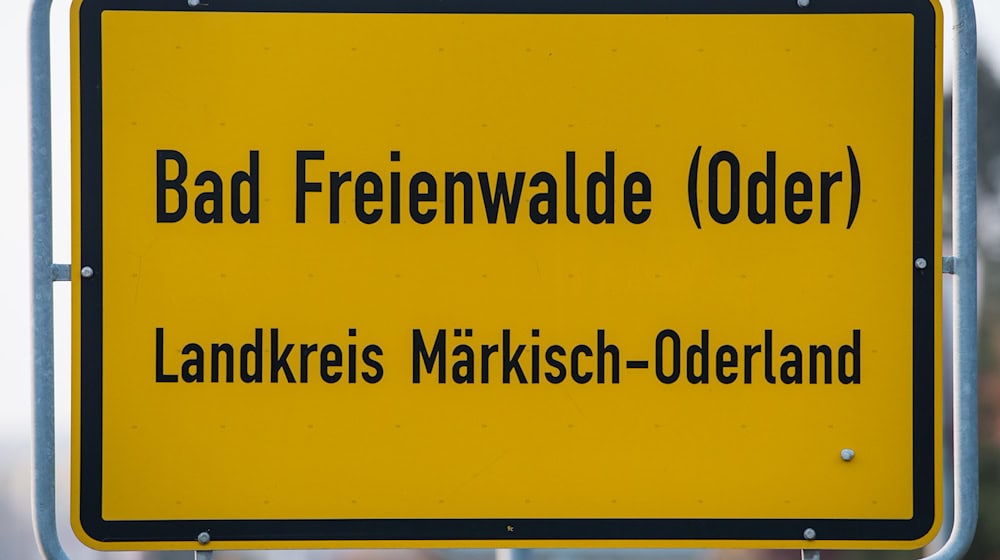 Bad Freienwalde (Oder)
Landkreis Märkisch-Oderland